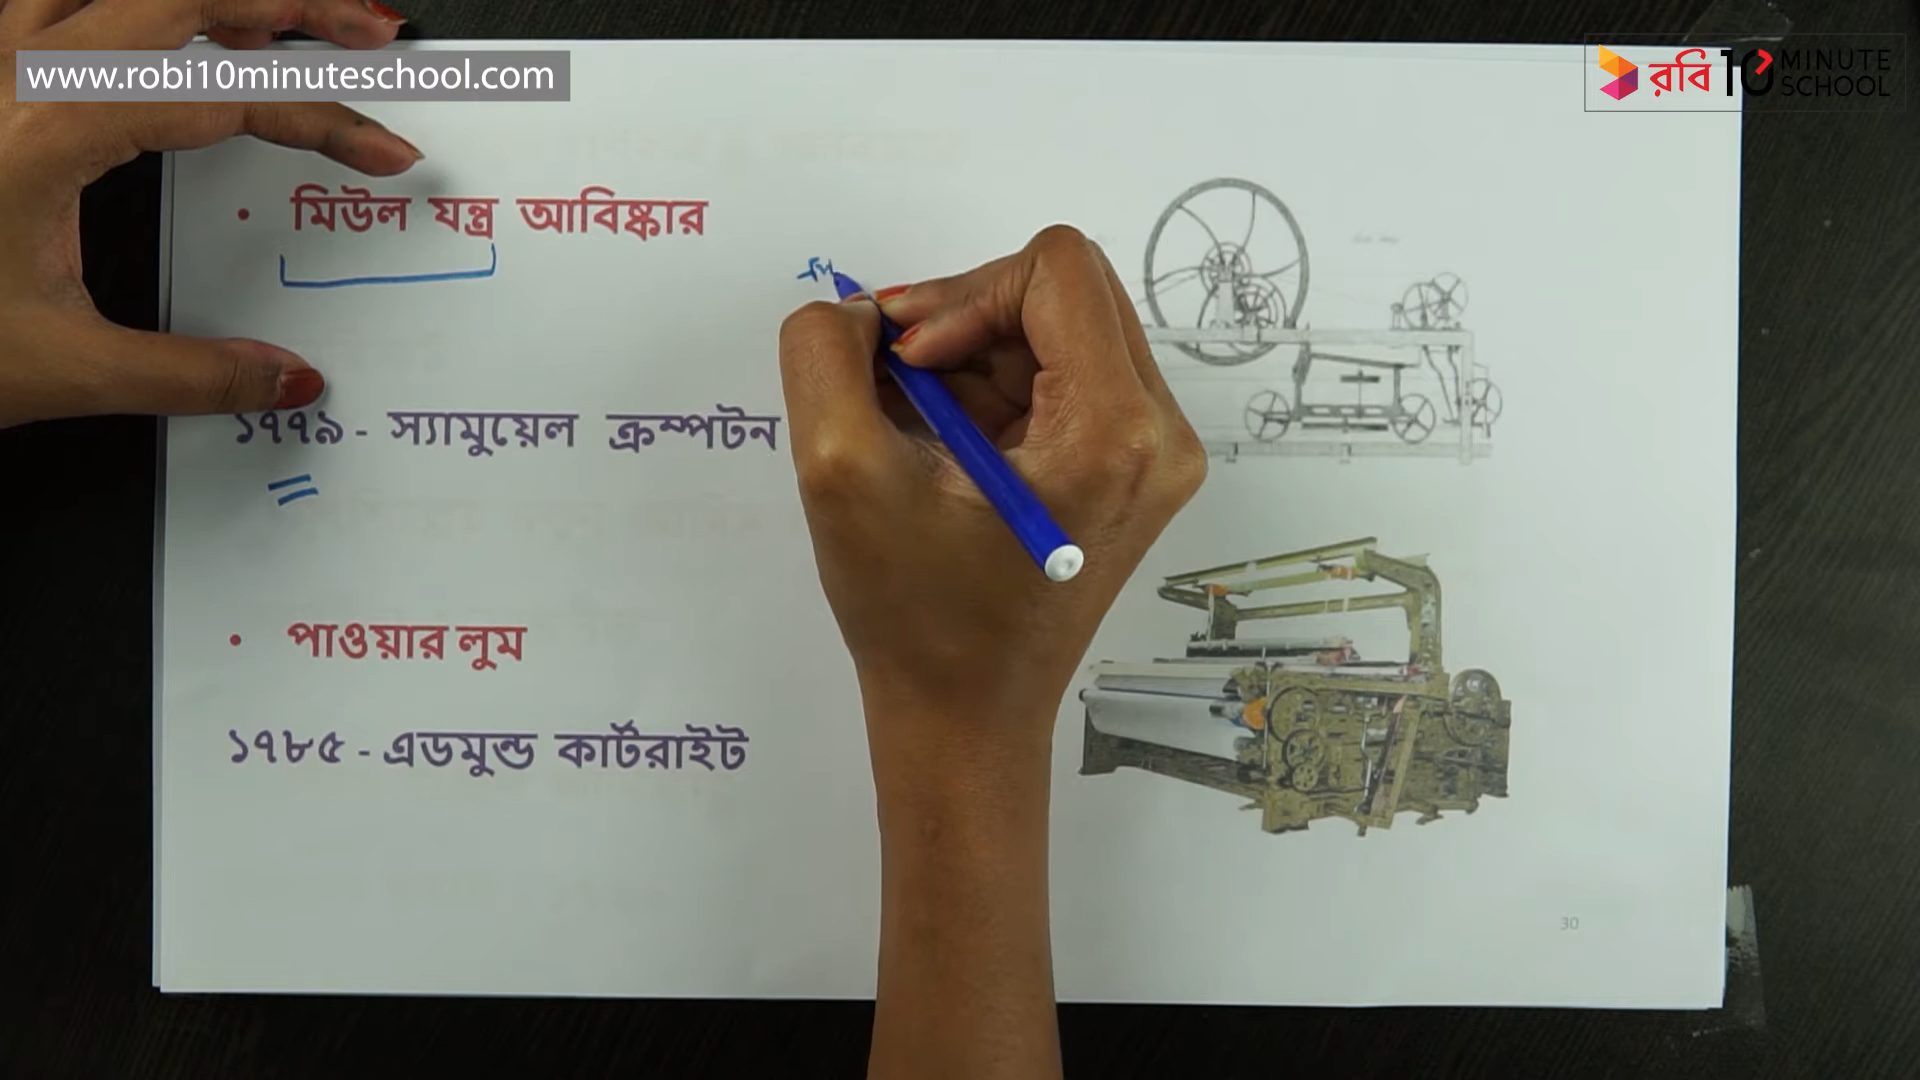 www.robi10minuteschool.com
রবি 10 MINUTE SCHOOL
• মিউল যন্ত্র আবিষ্কার
১৭৭৯ - স্যামুয়েল ক্রম্পটন
• পাওয়ার লুম
১৭৮৫ - এডমুন্ড কার্টরাইট
30